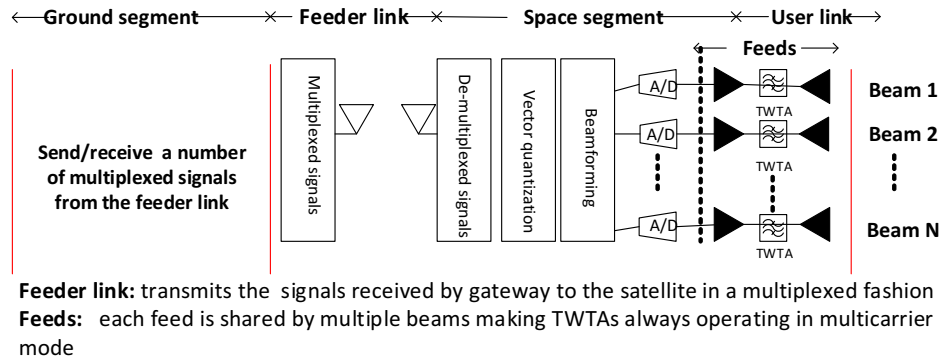 Ground segment
Feeder link
Space segment
User link
Feeds
Multiplexed signals
De-multiplexed signals
Vector quantization
Beamforming
A/D
TWTA
Beam 1
A/D
TWTA
Beam 2
A/D
TWTA
Beam N
Send/receive a number
of multiplexed signals
from the feeder link
Feeder link: transmits the signals received by gateway to the satellite in a multiplexed fashion
Feeds: each feed is shared by multiple beams making TWTAs always operating in multicarrier
mode